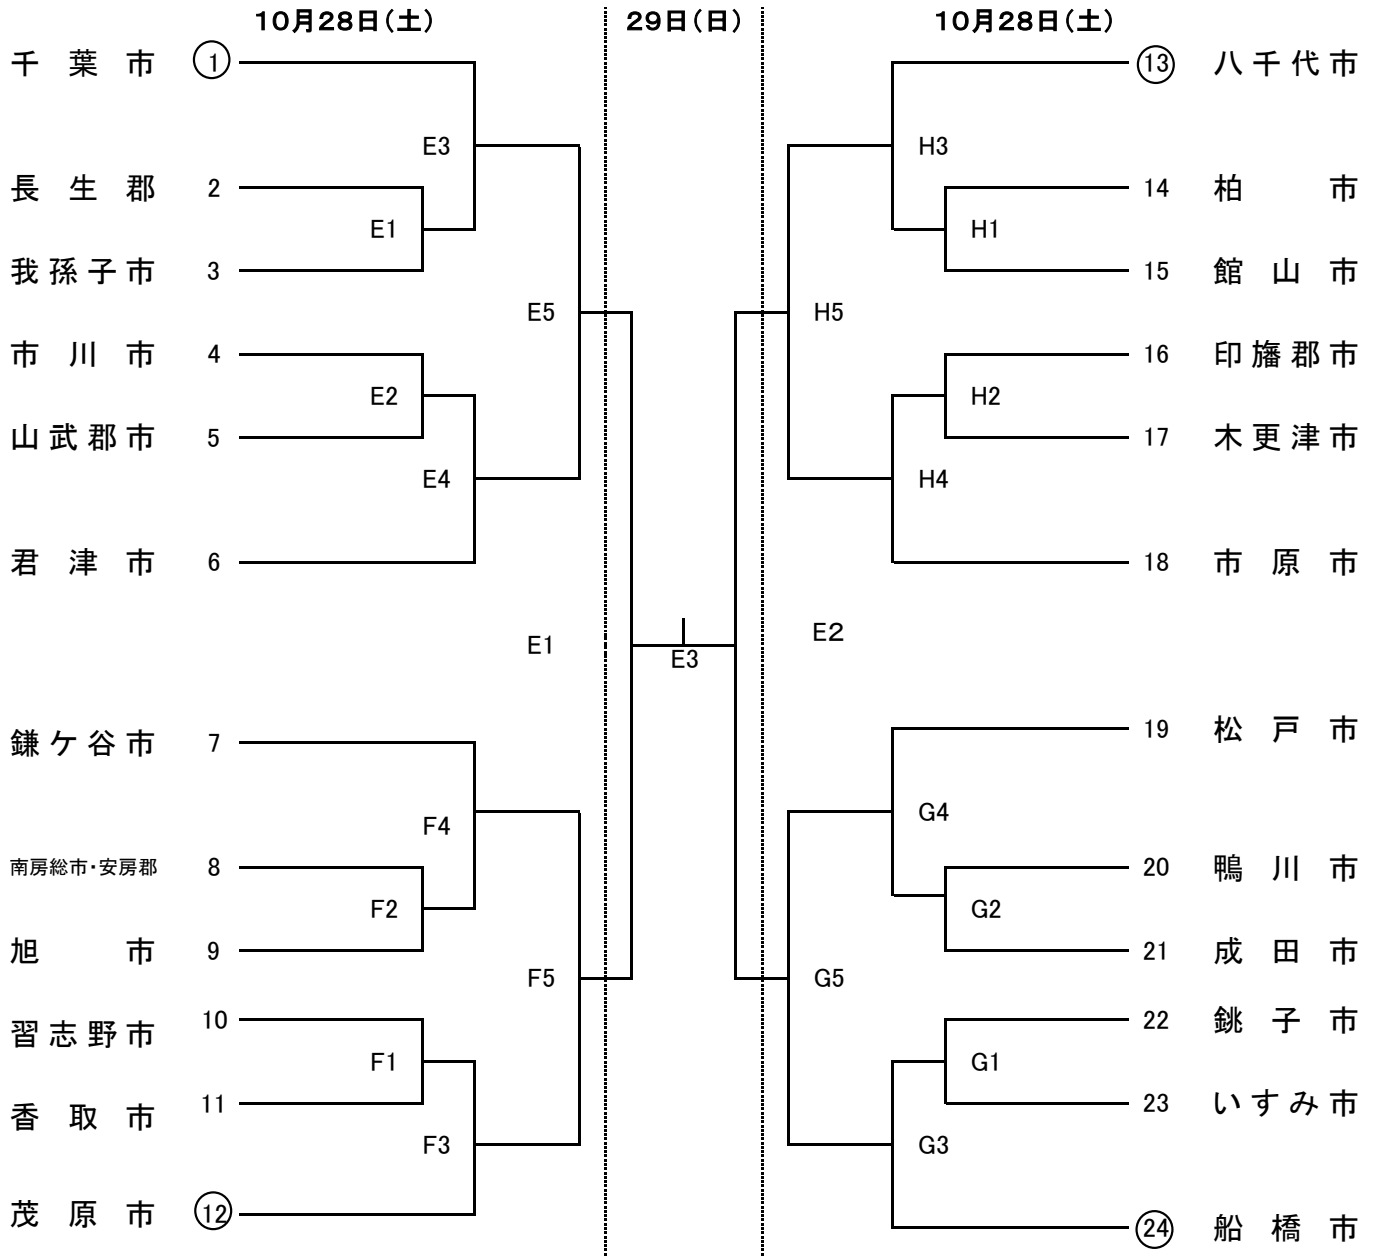 10月28日(土) 29日(日) 10月28日(土)
千葉市 1 13 八千代市
E3 H3
長生郡 2 14 柏市
E1 H1
我孫子市 3 15 館山市
E5 H5
市川市 4 16 印旛郡市
E2 H2
山武郡市 5 17 木更津市
E4 H4
君津市 6 18 市原市
E1 E3 E2
鎌ケ谷市 7 19 松戸市
F4 G4
南房総市・安房郡 8 20 鴨川市
F2 G2
旭市 9 21 成田市
F5 G5
習志野市 10 22 銚子市
F1 G1
香取市 11 23 いすみ市
F3 G3
茂原市 12 24 船橋市